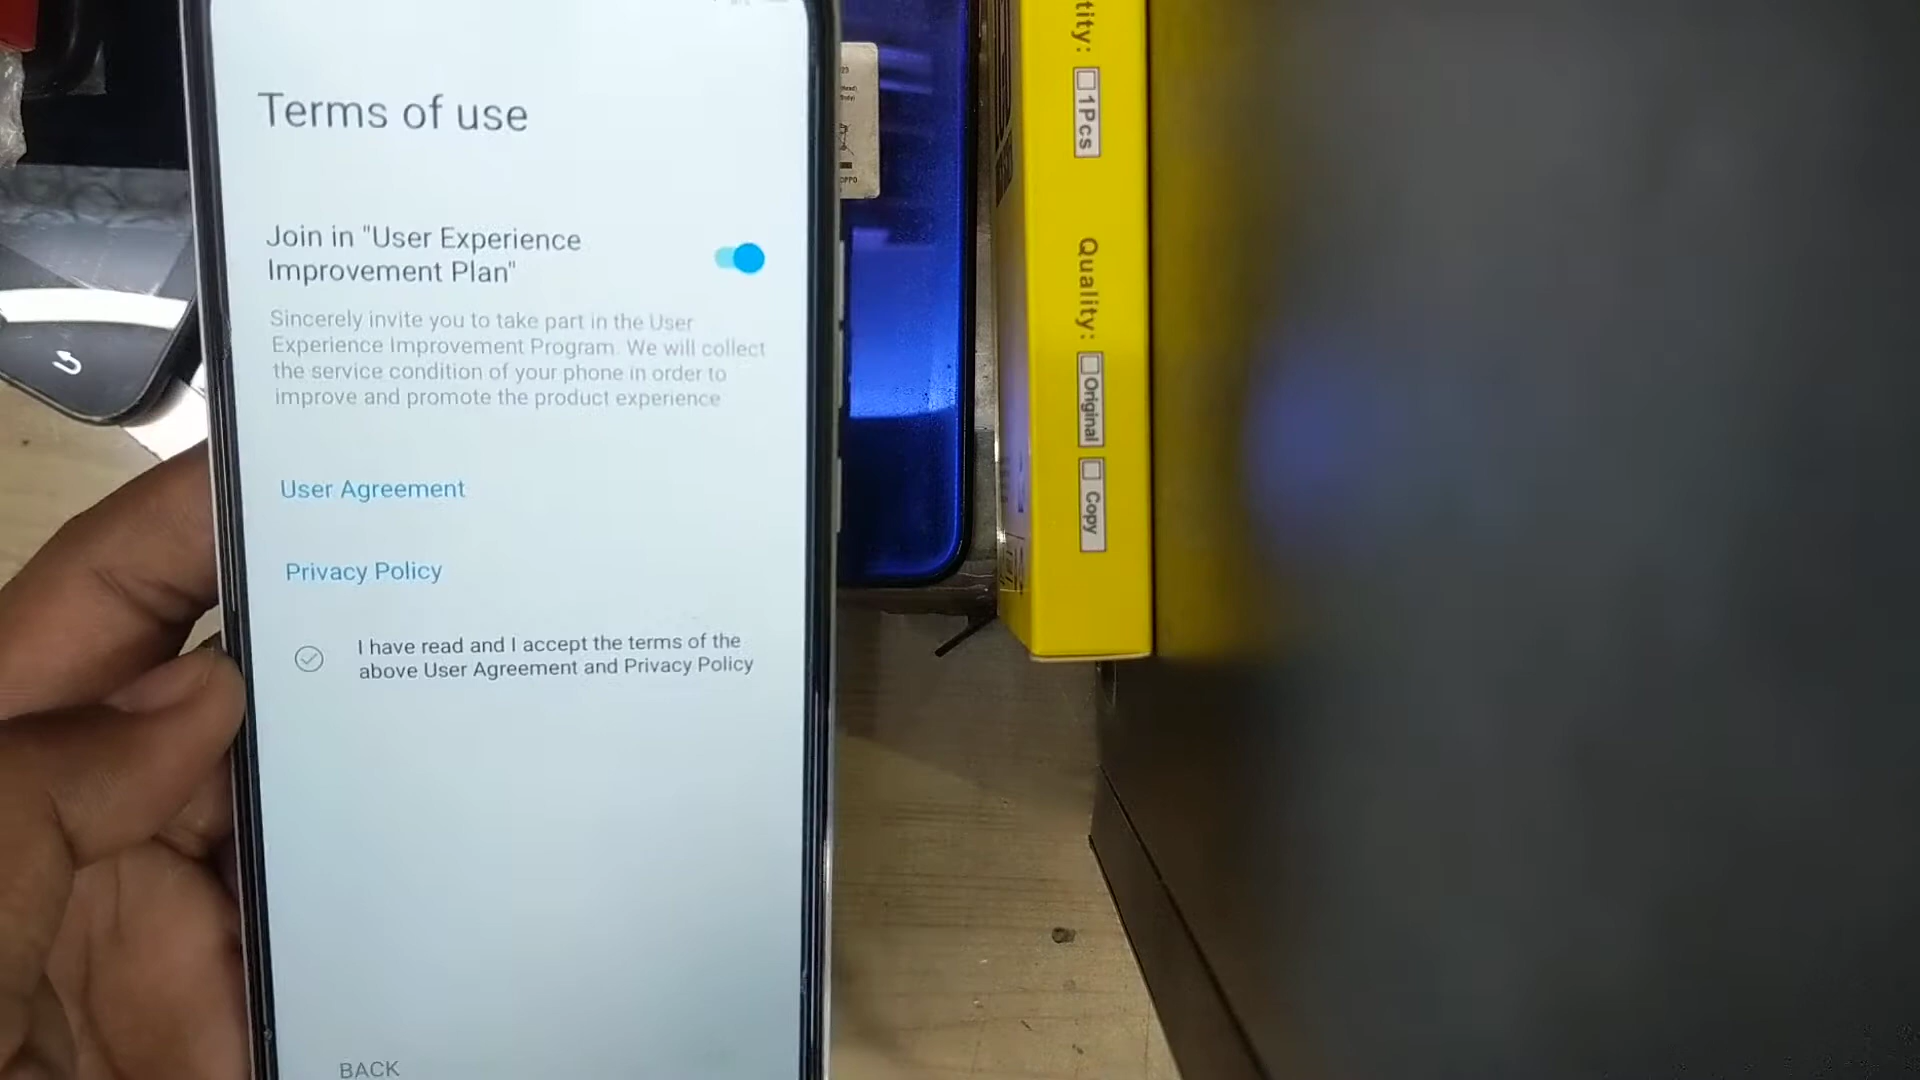 Terms of use
Join in "User Experience
Improvement Plan"
Sincerely invite you to take part in the User
Experience Improvement Program. We will collect
the service condition of your phone in order to
improve and promote the product experience
User Agreement
Privacy Policy
I have read and I accept the terms of the
above User Agreement and Privacy Policy
BACK
OPPO
tity: 1Pcs
Quality: Original Copy